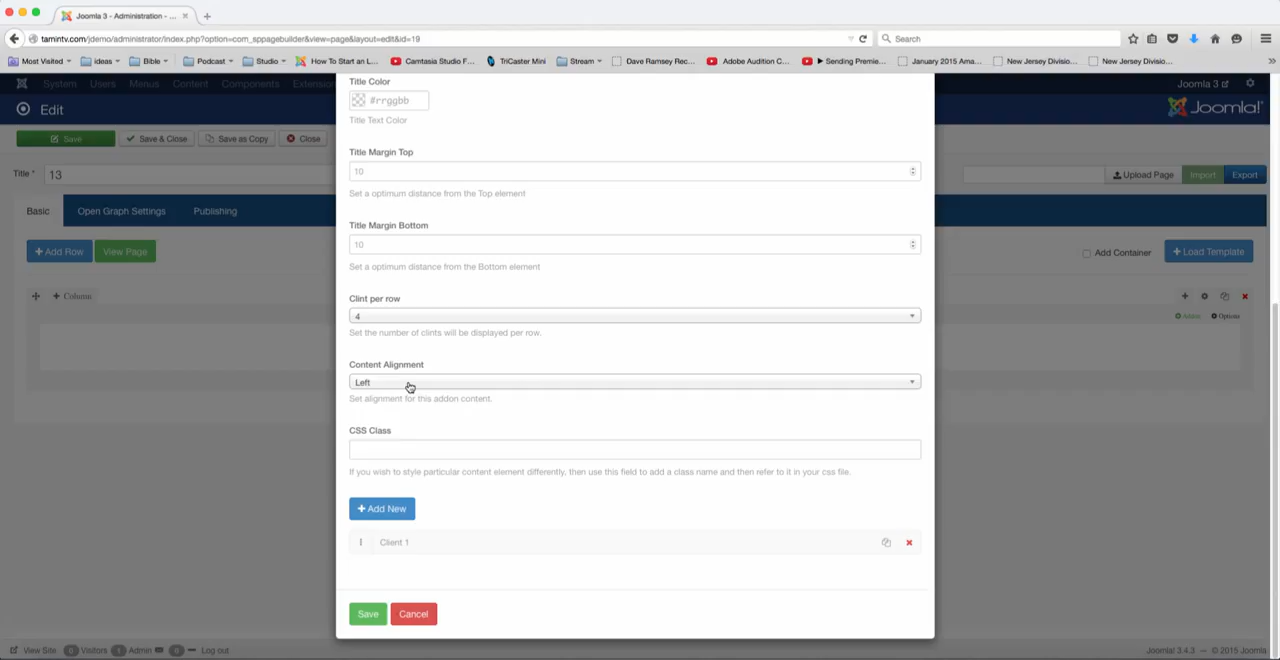 Joomla 3 - Administration - ...
tamintv.com/jdemo/administrator/index.php?option=com_sppagebuilder&view=page&layout=edit&id=19
Search
Most Visited
ideas
Bible
Podcast
Studio
How To Start an I...
Camtasia Studio F...
TriCaster Mini
Stream
Dave Ramsey Rec...
Adobe Audition C...
Sending Premie...
January 2015 Ama...
New Jersey Divisio...
New Jersey Divisio...
System
Users
Menus
Content
Components
Extension
Joomla 3
Edit
Joomla!
Save
Save & Close
Save as Copy
Close
Title *
13
Upload Page
Import
Export
Basic
Open Graph Settings
Publishing
+ Add Row
View Page
Add Container
+ Load Template
+ Column
Addon
Options
Title Color
#rrggbb
Title Text Color
Title Margin Top
10
Set a optimum distance from the Top element
Title Margin Bottom
10
Set a optimum distance from the Bottom element
Clint per row
4
Set the number of clints will be displayed per row.
Content Alignment
Left
Set alignment for this addon content.
CSS Class
If you wish to style particular content element differently, then use this field to add a class name and then refer to it in your css file.
+ Add New
Client 1
Save
Cancel
View Site
0 Visitors
1 Admin
0
Log out
Joomla! 3.4.3 — © 2015 Joomla